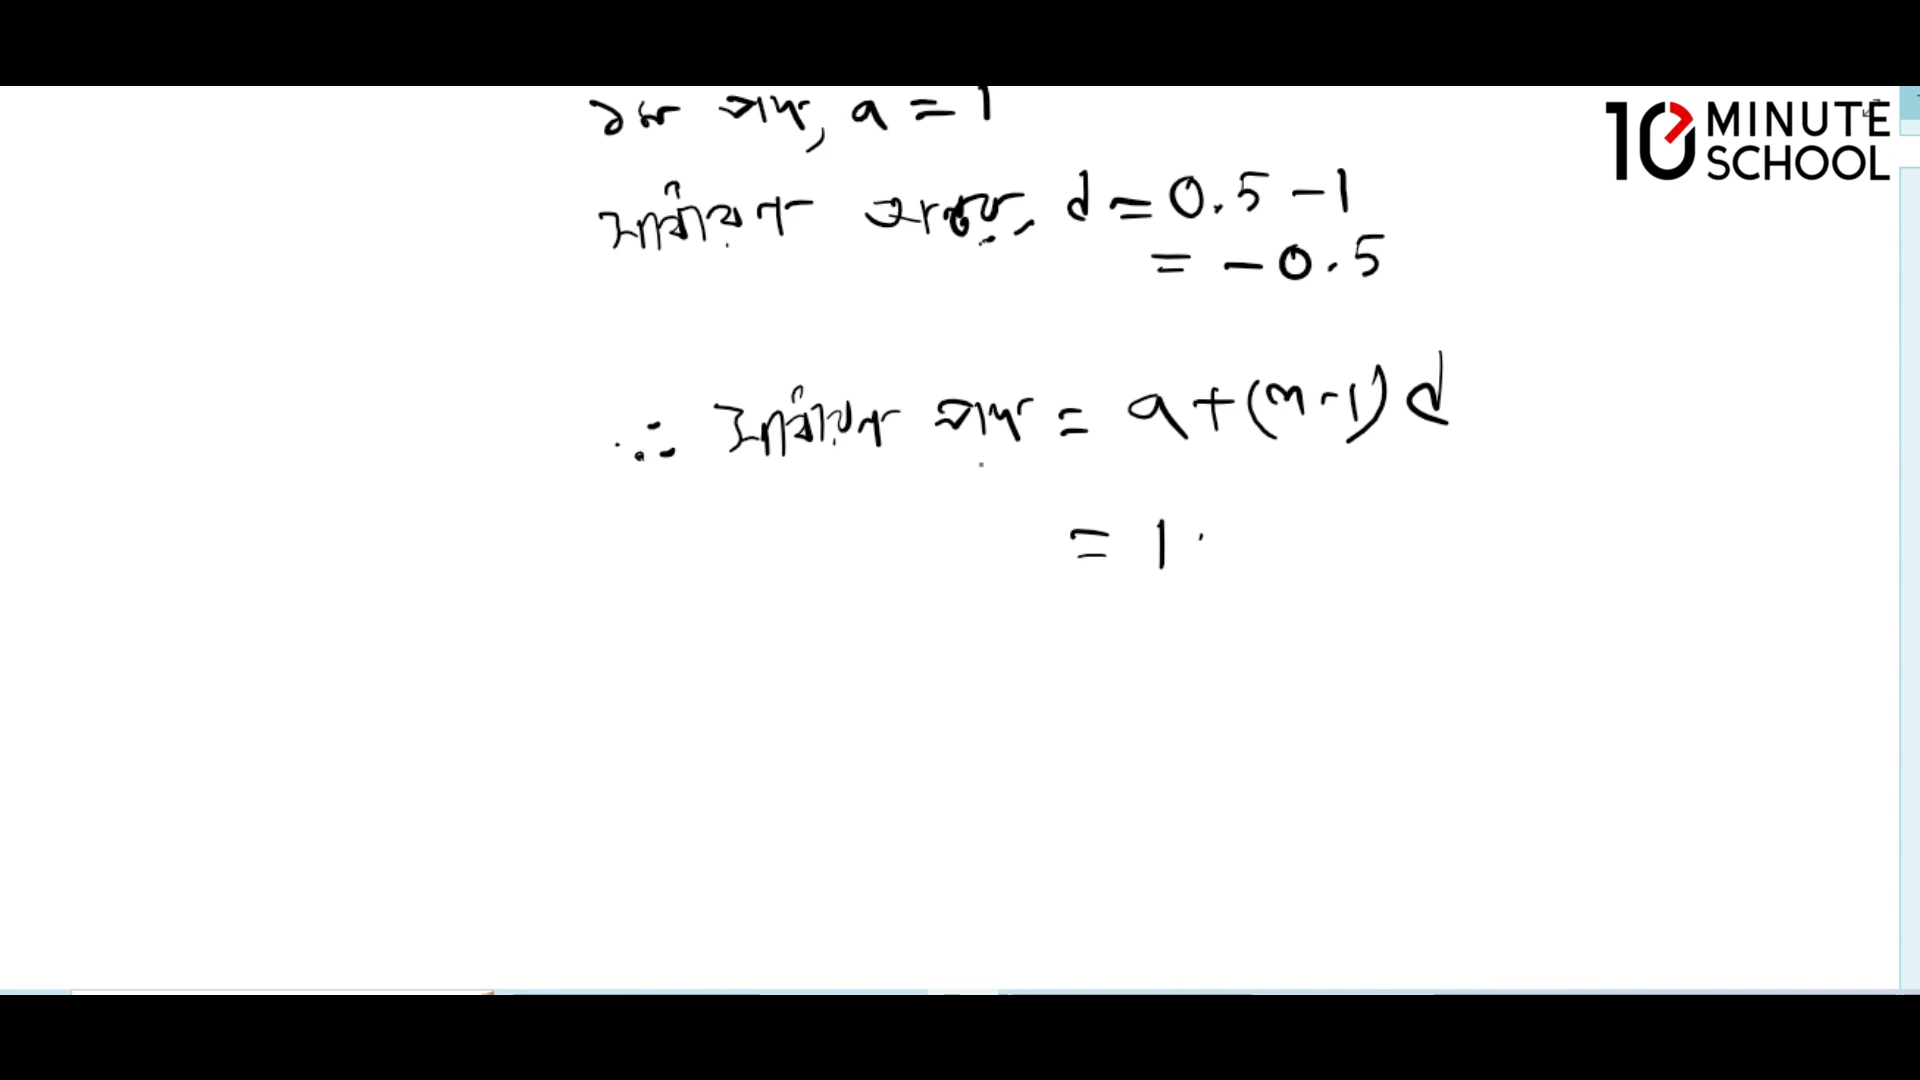 ১ম পদ, a = 1
সাধারণ অন্তর, d = 0.5 - 1
= - 0.5
∴ সাধারণ পদ = a + (n - 1) d
= 1
10 MINUTE
SCHOOL